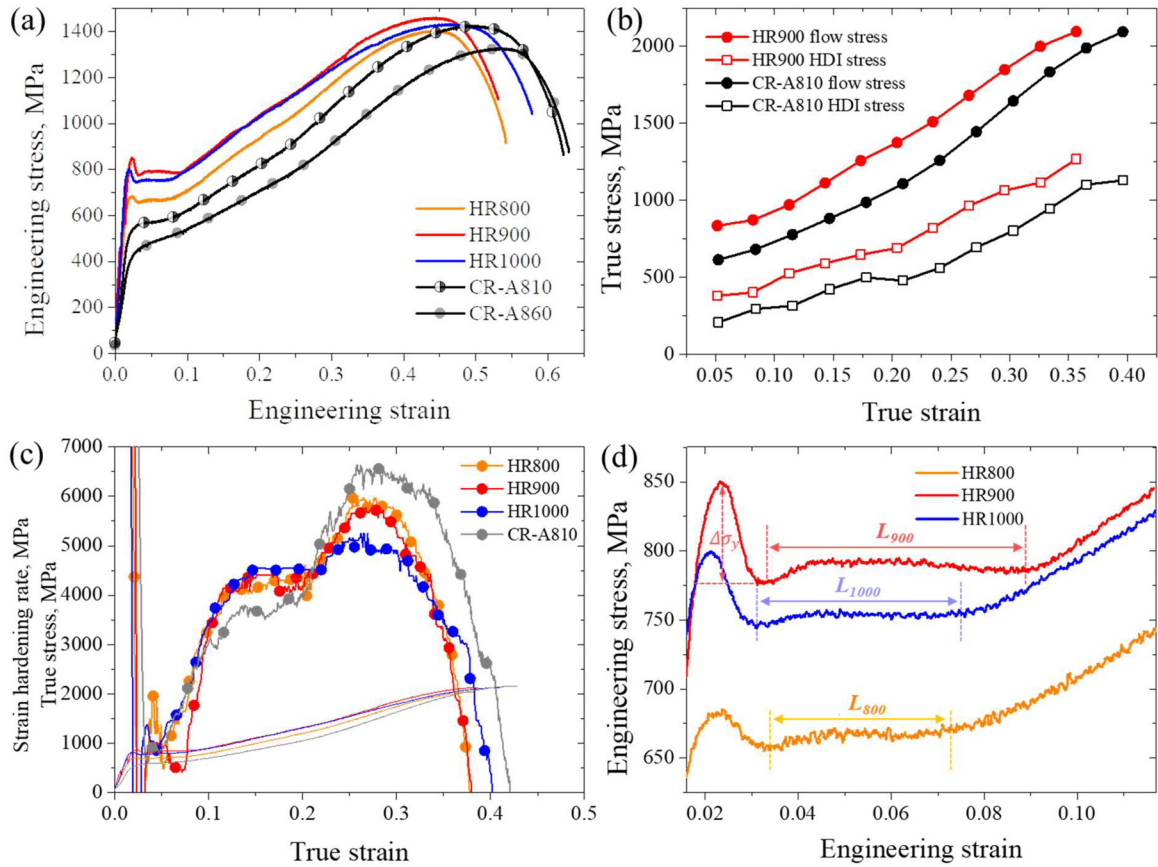 (a)
Engineering stress, MPa
1400
1200
1000
800
600
400
200
0
0.0 0.1 0.2 0.3 0.4 0.5 0.6
Engineering strain
HR800
HR900
HR1000
CR-A810
CR-A860
(b)
True stress, MPa
2000
1500
1000
500
0
0.05 0.10 0.15 0.20 0.25 0.30 0.35 0.40
True strain
HR900 flow stress
HR900 HDI stress
CR-A810 flow stress
CR-A810 HDI stress
(c)
Strain hardening rate, MPa
True stress, MPa
7000
6000
5000
4000
3000
2000
1000
0
0.0 0.1 0.2 0.3 0.4 0.5
True strain
HR800
HR900
HR1000
CR-A810
(d)
Engineering stress, MPa
850
800
750
700
650
0.02 0.04 0.06 0.08 0.10
Engineering strain
HR800
HR900
HR1000
Δσy
L900
L1000
L800